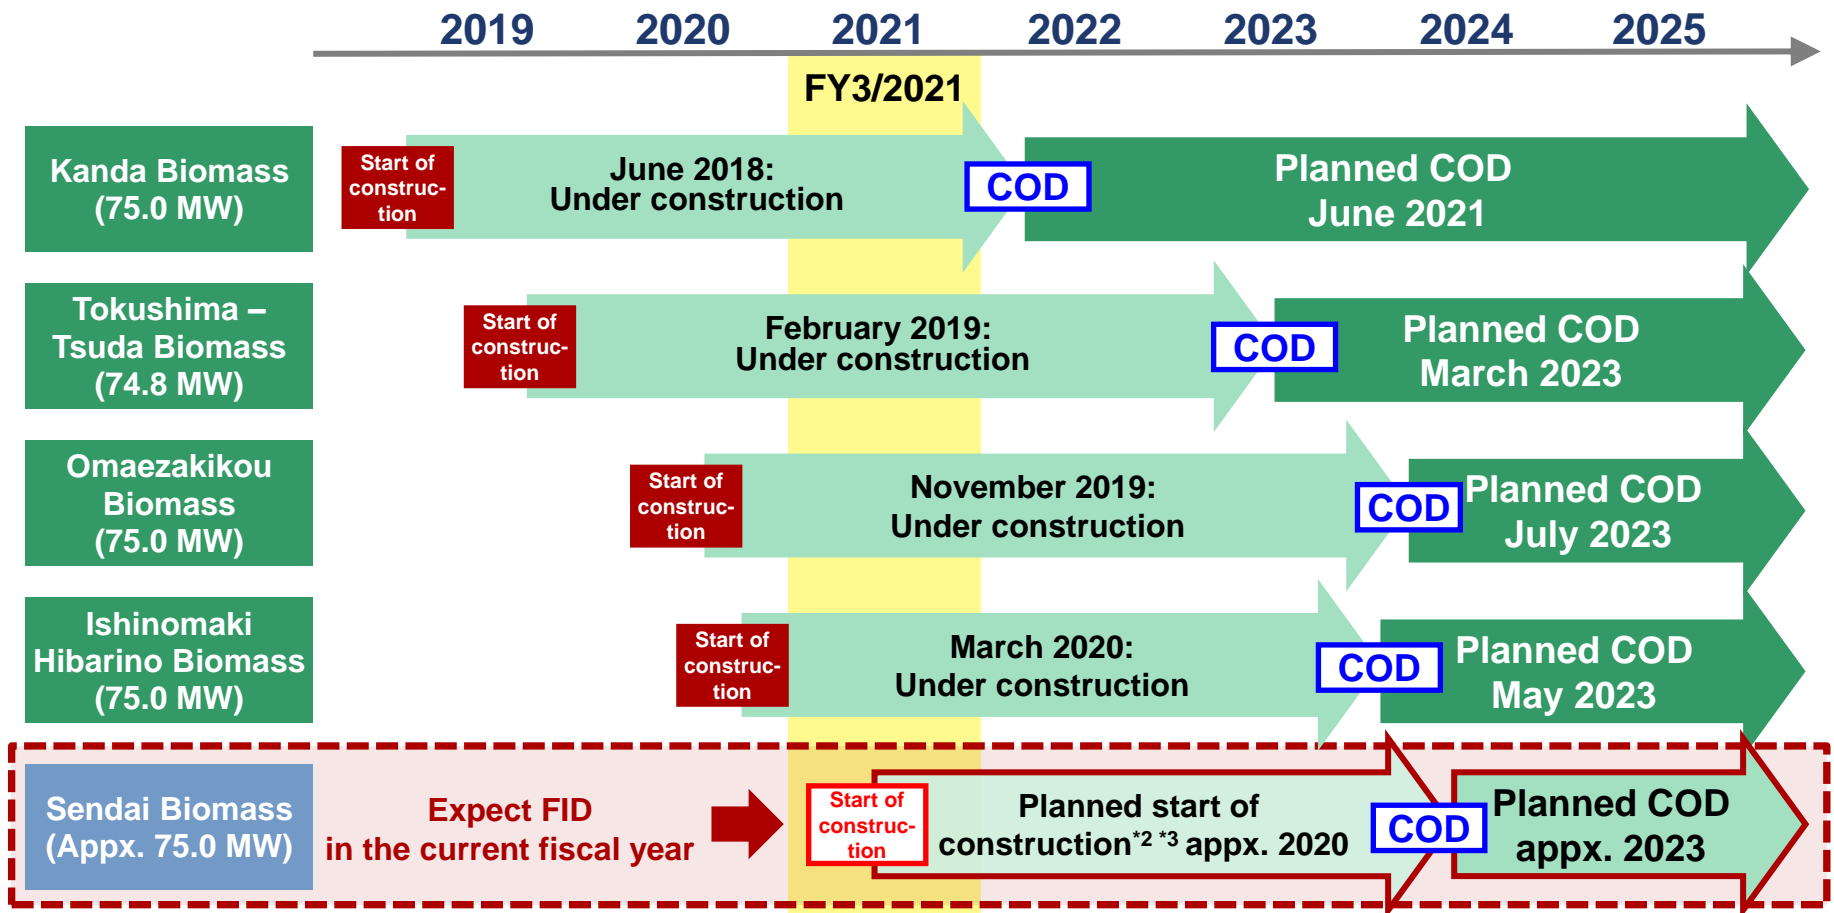 2019 2020 2021 2022 2023 2024 2025
FY3/2021
Kanda Biomass
(75.0 MW)
Start of
construc-
tion
June 2018:
Under construction
COD
Planned COD
June 2021
Tokushima –
Tsuda Biomass
(74.8 MW)
Start of
construc-
tion
February 2019:
Under construction
COD
Planned COD
March 2023
Omaezakikou
Biomass
(75.0 MW)
Start of
construc-
tion
November 2019:
Under construction
COD
Planned COD
July 2023
Ishinomaki
Hibarino Biomass
(75.0 MW)
Start of
construc-
tion
March 2020:
Under construction
COD
Planned COD
May 2023
Sendai Biomass
(Appx. 75.0 MW)
Expect FID
in the current fiscal year
Start of
construc-
tion
Planned start of
construction*2 *3 appx. 2020
COD
Planned COD
appx. 2023